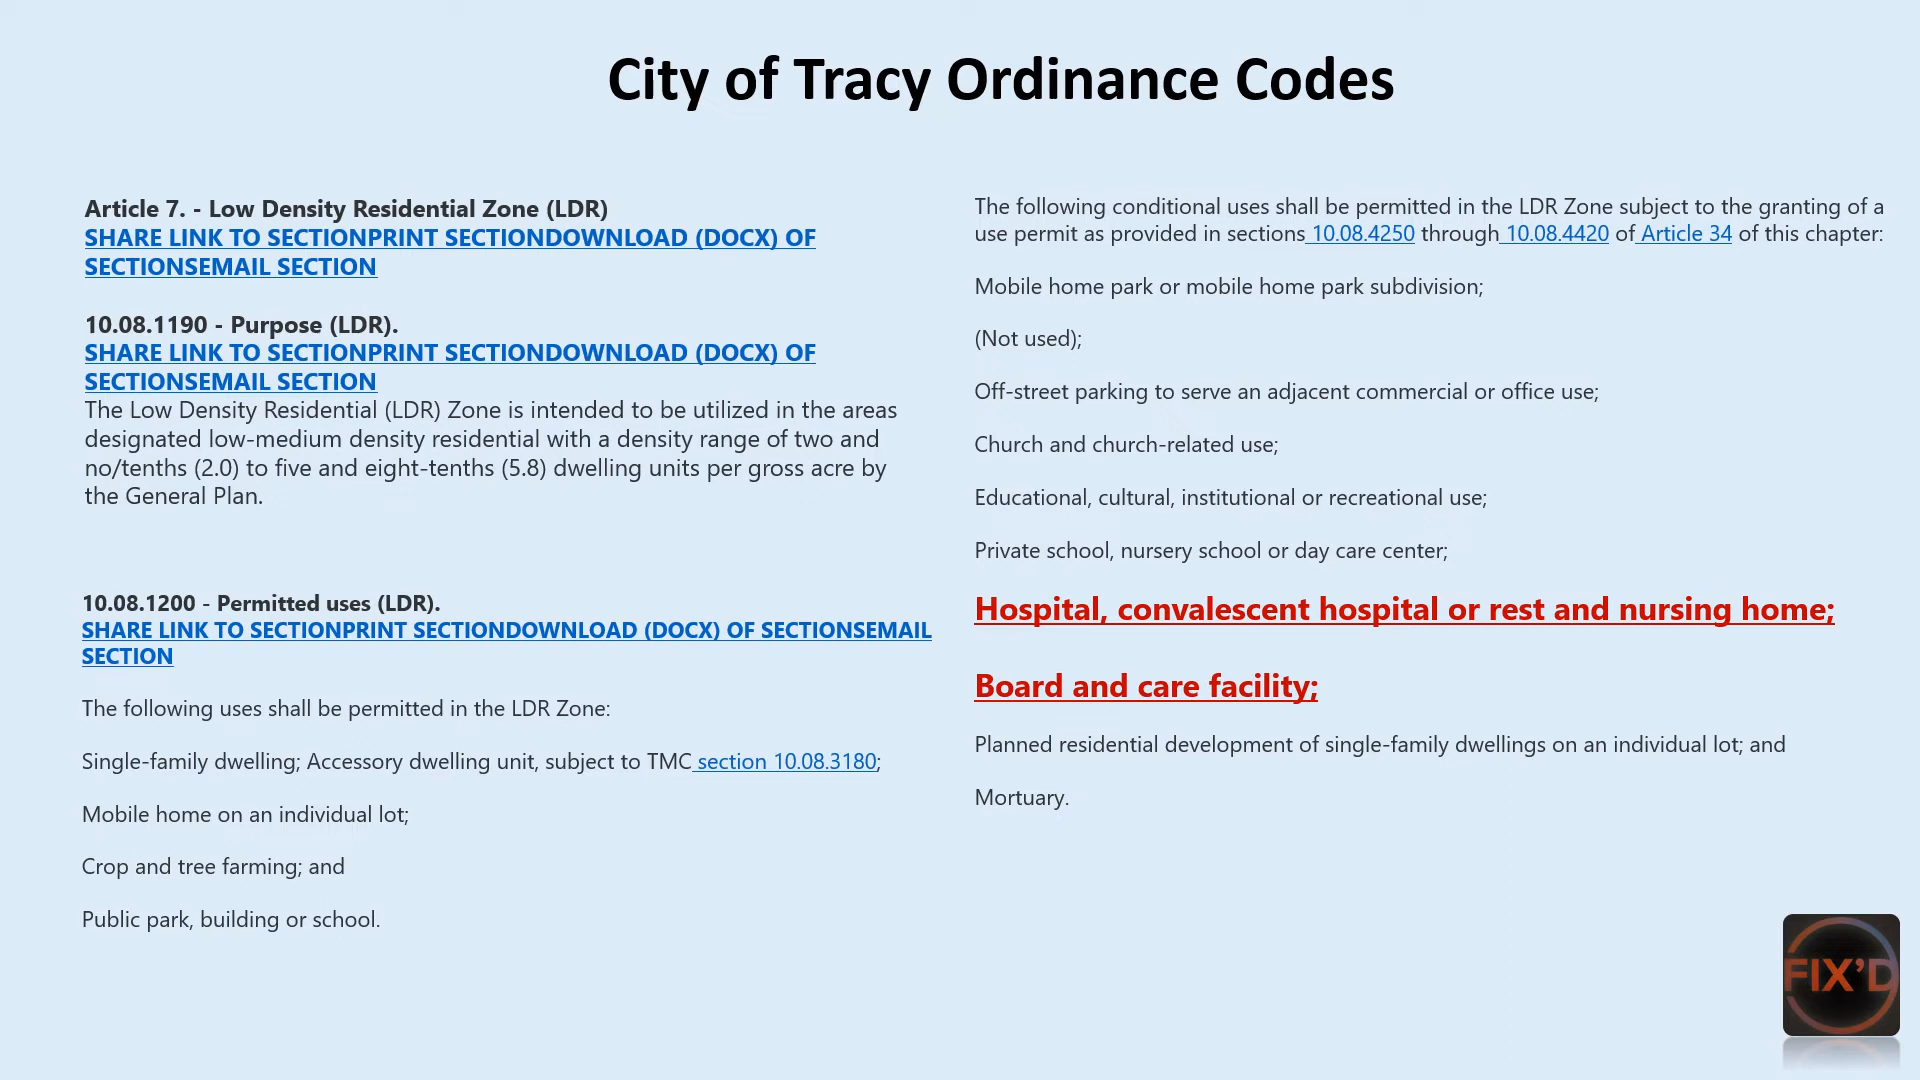 City of Tracy Ordinance Codes
Article 7. - Low Density Residential Zone (LDR)
SHARE LINK TO SECTIONPRINT SECTIONDOWNLOAD (DOCX) OF
SECTIONSEMAIL SECTION
10.08.1190 - Purpose (LDR).
SHARE LINK TO SECTIONPRINT SECTIONDOWNLOAD (DOCX) OF
SECTIONSEMAIL SECTION
The Low Density Residential (LDR) Zone is intended to be utilized in the areas
designated low-medium density residential with a density range of two and
no/tenths (2.0) to five and eight-tenths (5.8) dwelling units per gross acre by
the General Plan.
10.08.1200 - Permitted uses (LDR).
SHARE LINK TO SECTIONPRINT SECTIONDOWNLOAD (DOCX) OF SECTIONSEMAIL
SECTION
The following uses shall be permitted in the LDR Zone:
Single-family dwelling; Accessory dwelling unit, subject to TMC section 10.08.3180;
Mobile home on an individual lot;
Crop and tree farming; and
Public park, building or school.
The following conditional uses shall be permitted in the LDR Zone subject to the granting of a
use permit as provided in sections 10.08.4250 through 10.08.4420 of Article 34 of this chapter:
Mobile home park or mobile home park subdivision;
(Not used);
Off-street parking to serve an adjacent commercial or office use;
Church and church-related use;
Educational, cultural, institutional or recreational use;
Private school, nursery school or day care center;
Hospital, convalescent hospital or rest and nursing home;
Board and care facility;
Planned residential development of single-family dwellings on an individual lot; and
Mortuary.
FIX'D